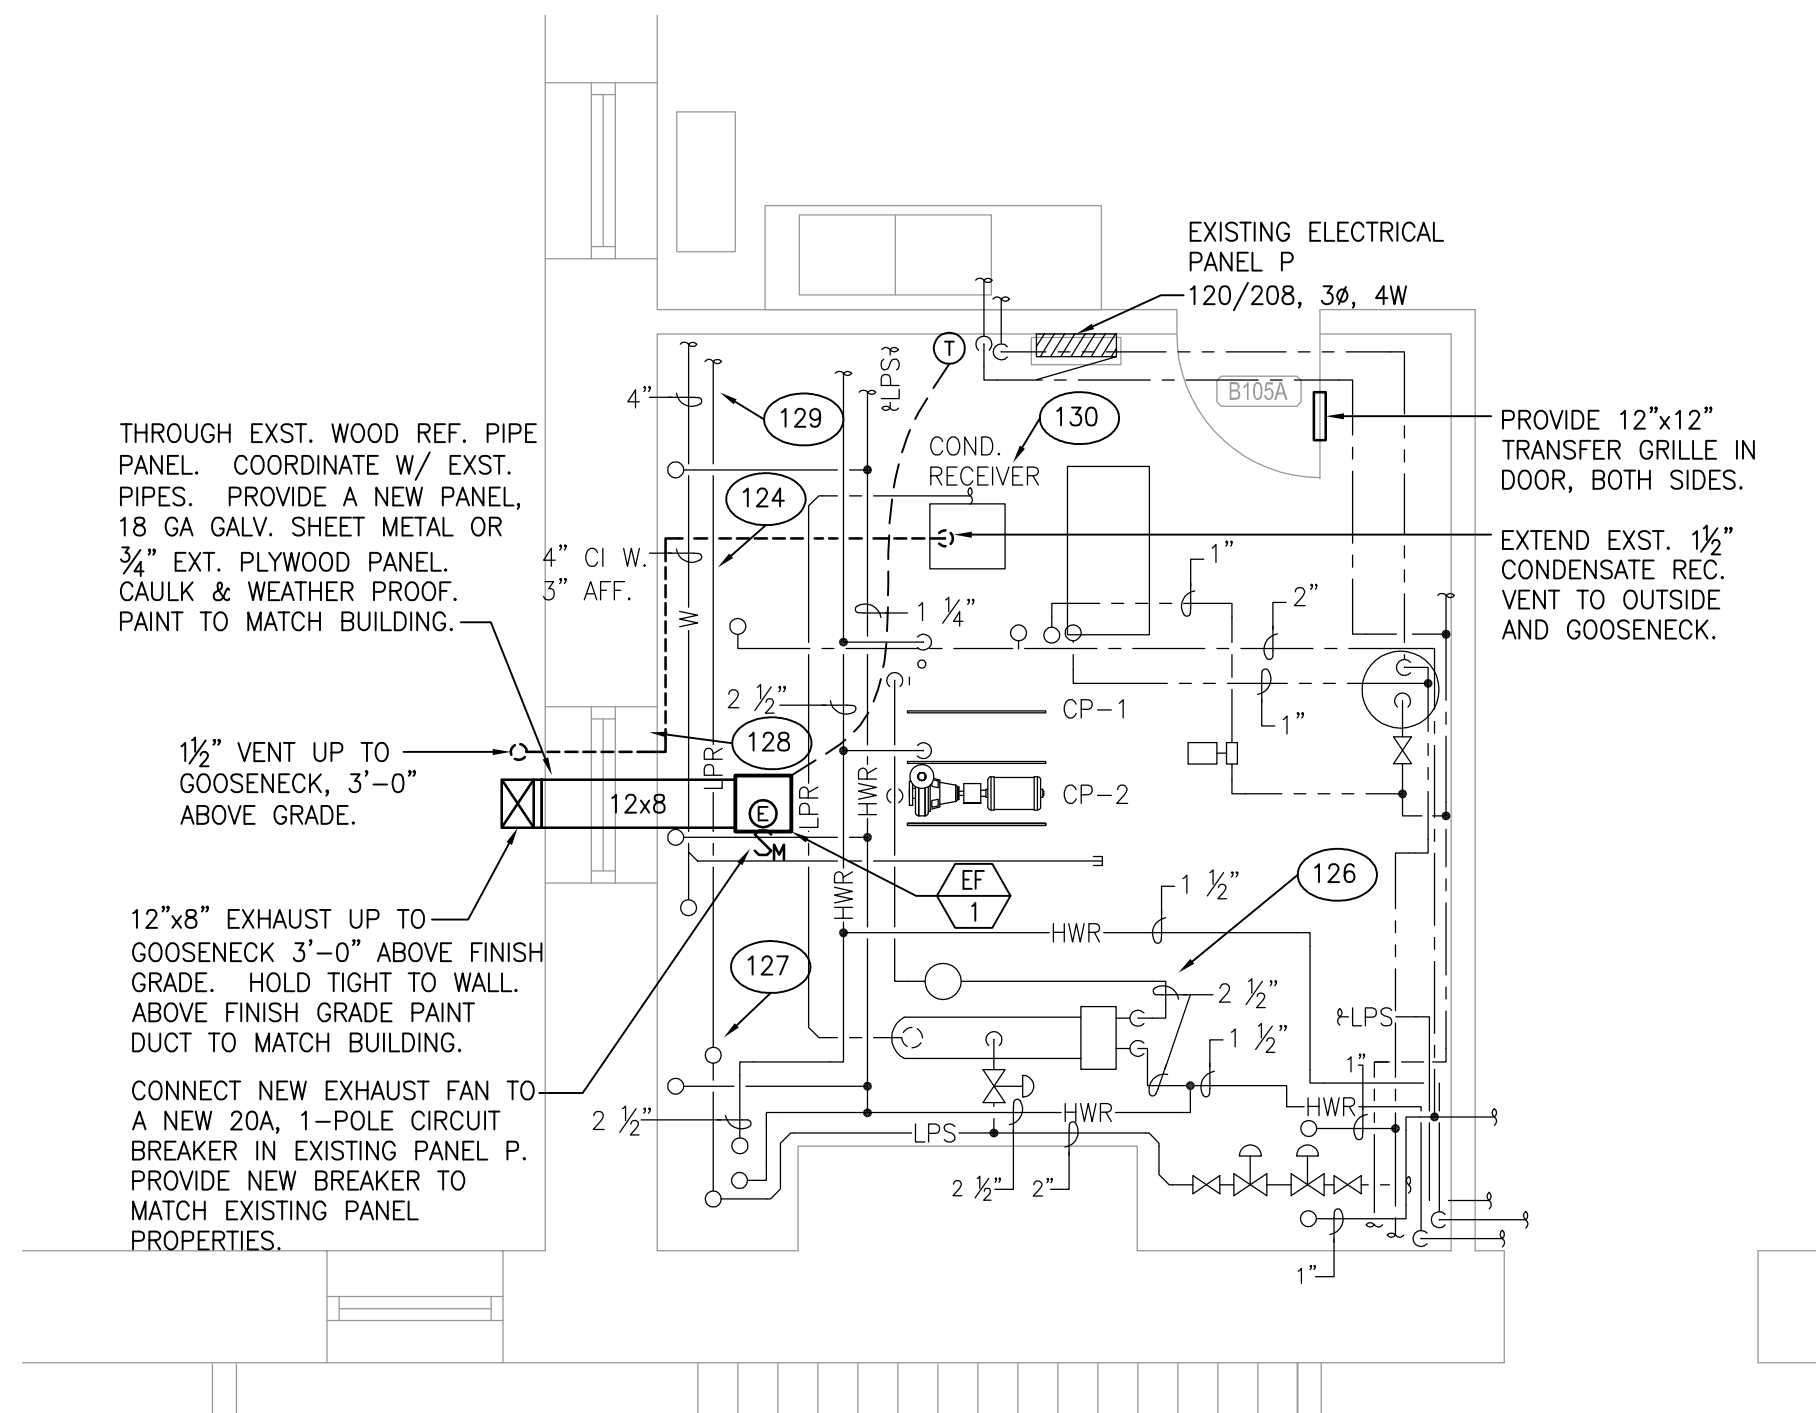 EXISTING ELECTRICAL
PANEL P
120/208, 3ø, 4W
B105A
T
LPS
4"
129
130
COND.
RECEIVER
124
THROUGH EXST. WOOD REF. PIPE
PANEL. COORDINATE W/ EXST.
PIPES. PROVIDE A NEW PANEL,
18 GA GALV. SHEET METAL OR
¾" EXT. PLYWOOD PANEL.
CAULK & WEATHER PROOF.
PAINT TO MATCH BUILDING.
PROVIDE 12"x12"
TRANSFER GRILLE IN
DOOR, BOTH SIDES.
EXTEND EXST. 1½"
CONDENSATE REC.
VENT TO OUTSIDE
AND GOOSENECK.
4" CI W.
3" AFF.
W
1 ¼"
1"
2"
1"
2 ½"
CP-1
128
1½" VENT UP TO
GOOSENECK, 3'-0"
ABOVE GRADE.
LPR
LPR
HWR
12x8
E
M
CP-2
EF
1
HWR
126
1 ½"
HWR
12"x8" EXHAUST UP TO
GOOSENECK 3'-0" ABOVE FINISH
GRADE. HOLD TIGHT TO WALL.
ABOVE FINISH GRADE PAINT
DUCT TO MATCH BUILDING.
127
2 ½"
1 ½"
LPS
1"
CONNECT NEW EXHAUST FAN TO
A NEW 20A, 1-POLE CIRCUIT
BREAKER IN EXISTING PANEL P.
PROVIDE NEW BREAKER TO
MATCH EXISTING PANEL
PROPERTIES.
2 ½"
HWR
HWR
LPS
2 ½"
2"
1"